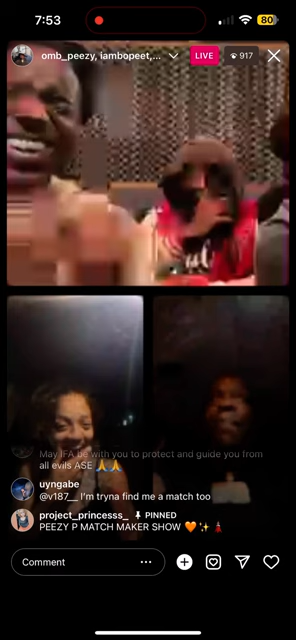 7:53
80
omb_peezy, iambopeet,...
LIVE
917
May IFA be with you to protect and guide you from
all evils ASE 🙏🙏
uyngabe
@v187__ I'm tryna find me a match too
project_princesss_ PINNED
PEEZY P MATCH MAKER SHOW 🧡✨💃
Comment